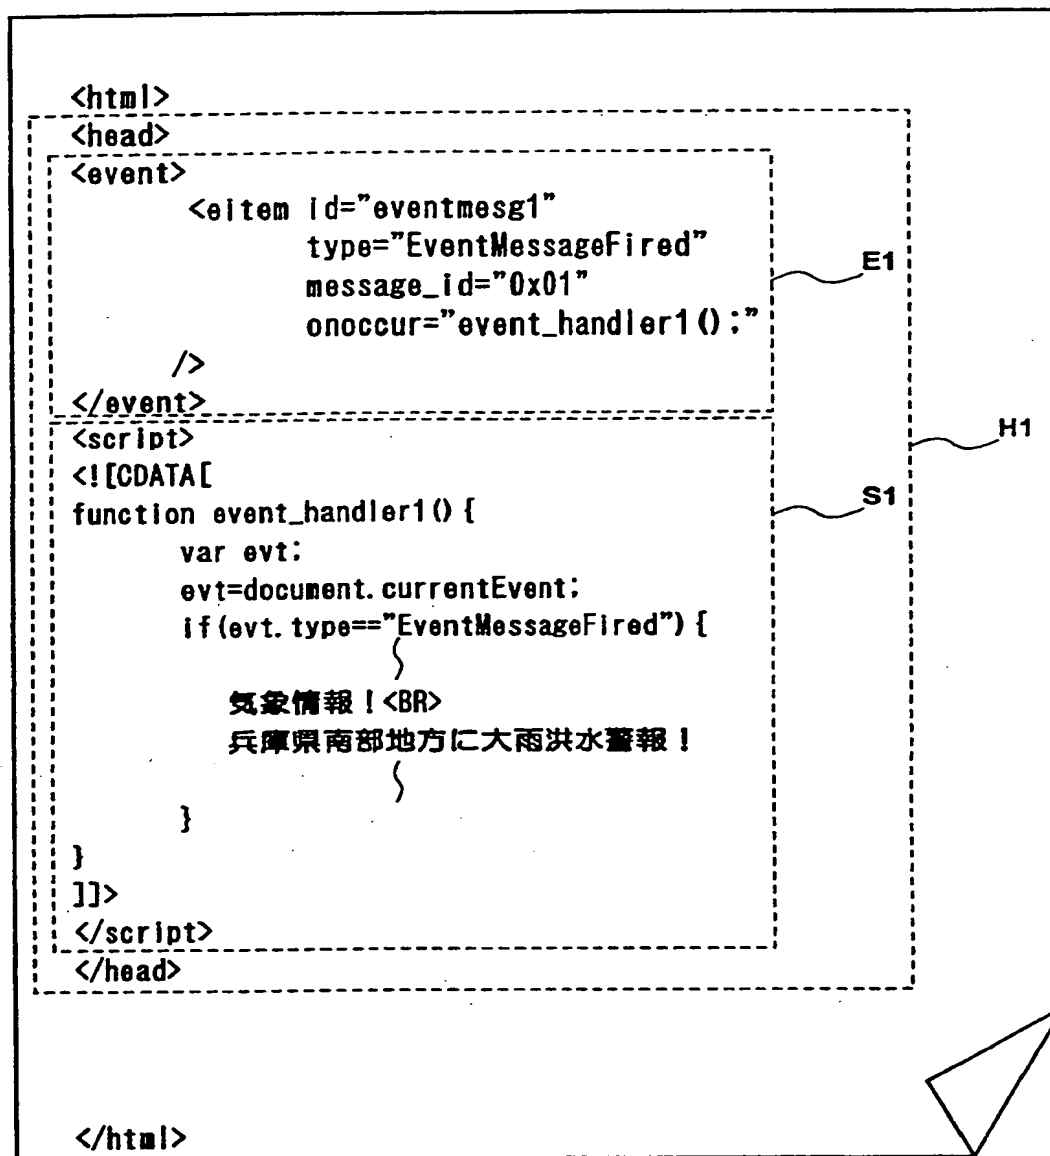 <html>
<head>
<event>
<eitem id="eventmesg1"
type="EventMessageFired"
message_id="0x01"
onoccur="event_handler1();"
/>
</event>
E1
<script>
<![CDATA[
function event_handler1(){
var evt;
evt=document.currentEvent;
if(evt.type=="EventMessageFired"){
気象情報!<BR>
兵庫県南部地方に大雨洪水警報!
}
}
]]>
</script>
S1
</head>
H1
</html>